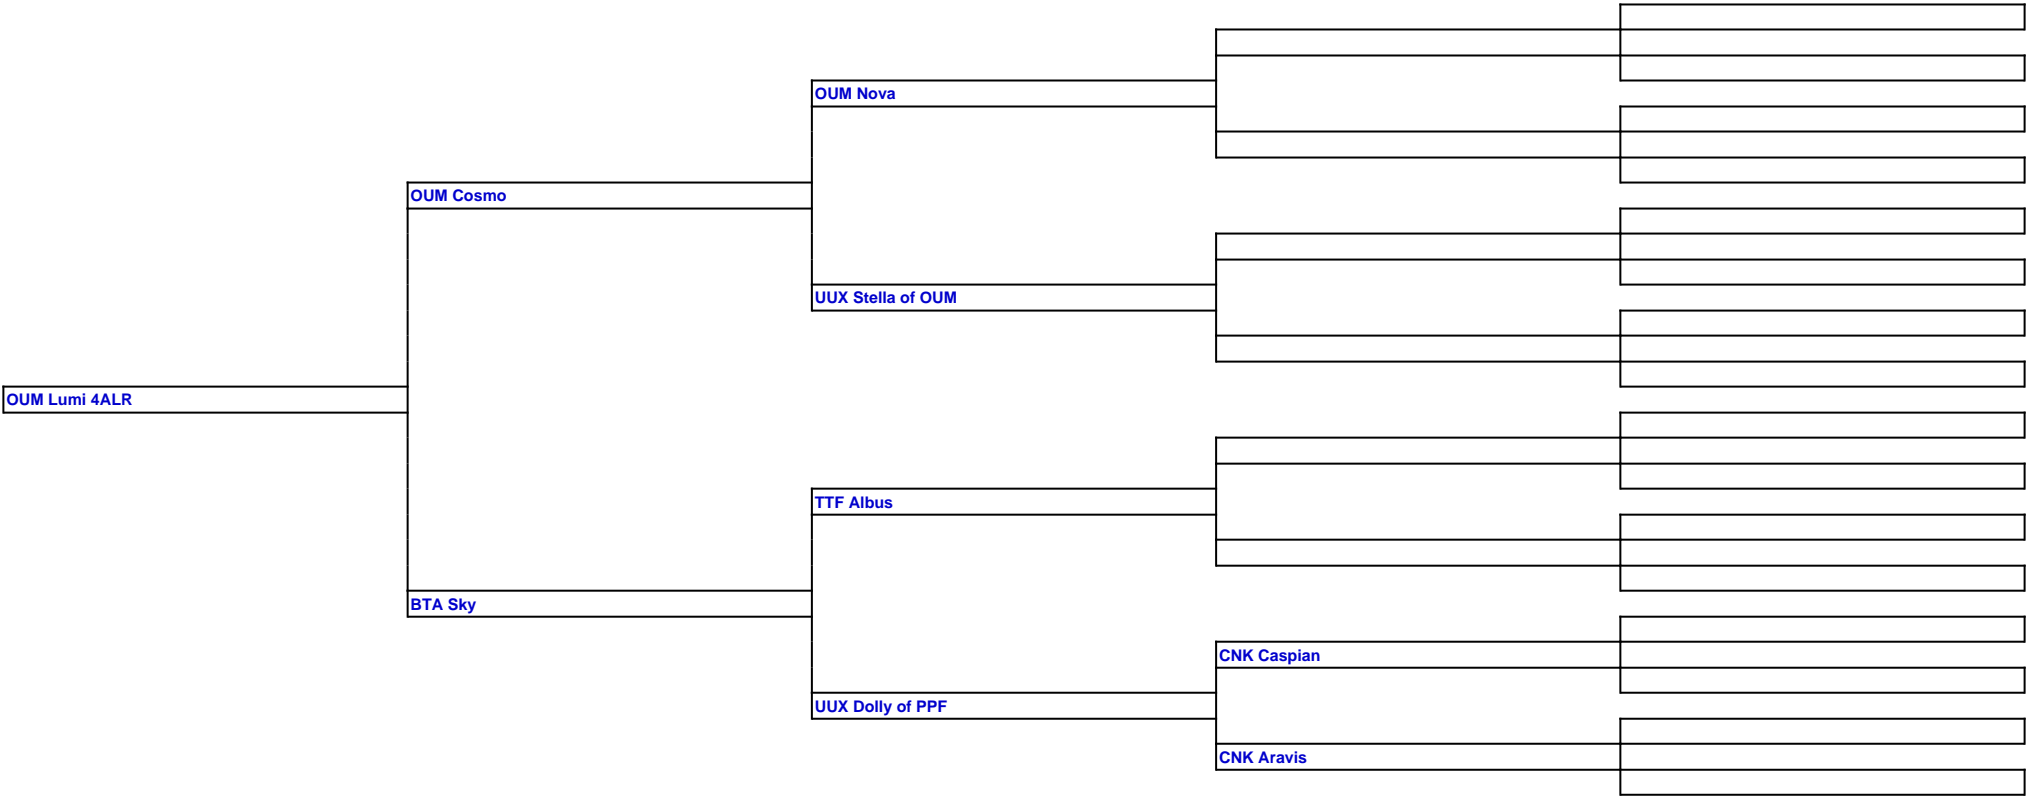 OUM Nova
OUM Cosmo
UUX Stella of OUM
OUM Lumi 4ALR
TTF Albus
BTA Sky
CNK Caspian
UUX Dolly of PPF
CNK Aravis